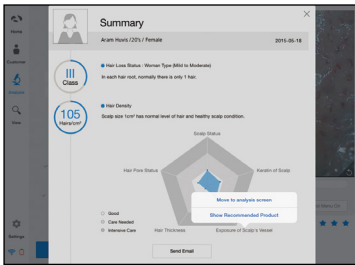 Summary
Aram Huvis /20's / Female
2015-05-18
Home
Customer
Analysis
View
Settings
III
Class
Hair Loss Status : Woman Type (Mild to Moderate)
In each hair root, normally there is only 1 hair.
105
Hairs/cm²
Hair Density
Scalp size 1cm² has normal level of hair and healthy scalp condition.
Scalp Status
Hair Pore Status
Keratin of Scalp
Move to analysis screen
Show Recommended Product
Good
Care Needed
Intensive Care
Hair Thickness
Exposure of Scalp's Vessel
Send Email